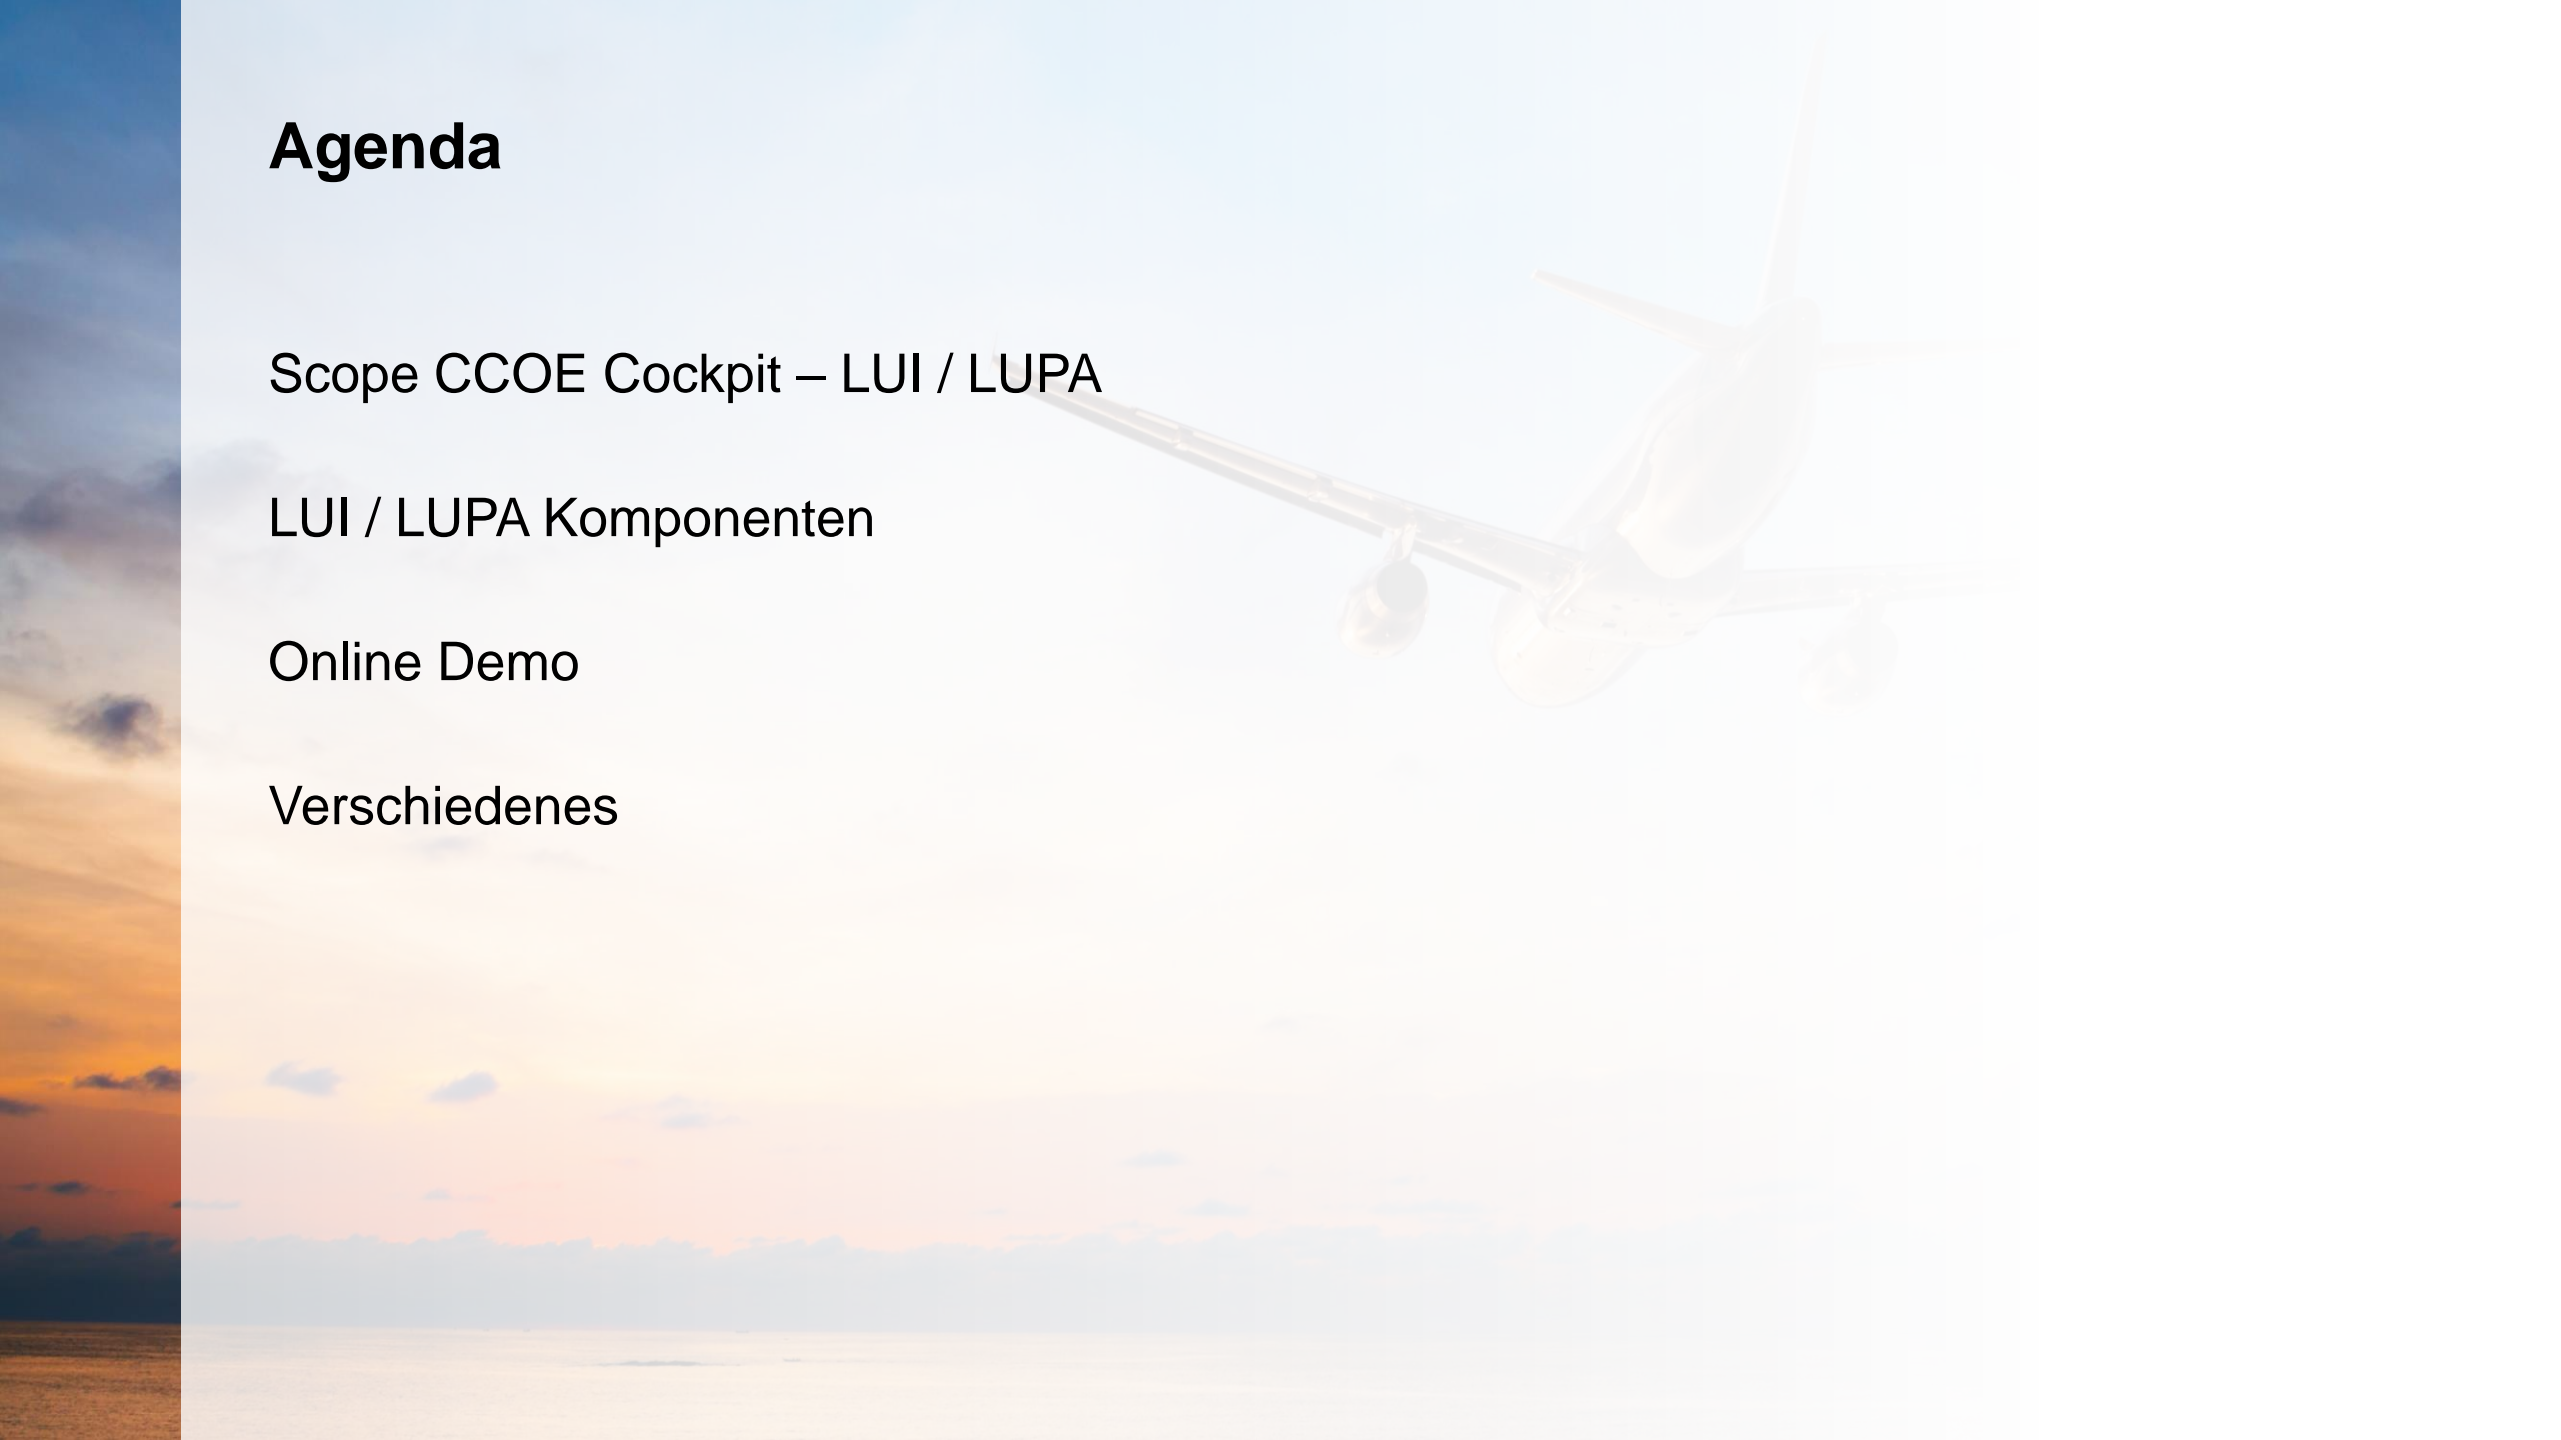 Agenda
Scope CCOE Cockpit – LUI / LUPA
LUI / LUPA Komponenten
Online Demo
Verschiedenes